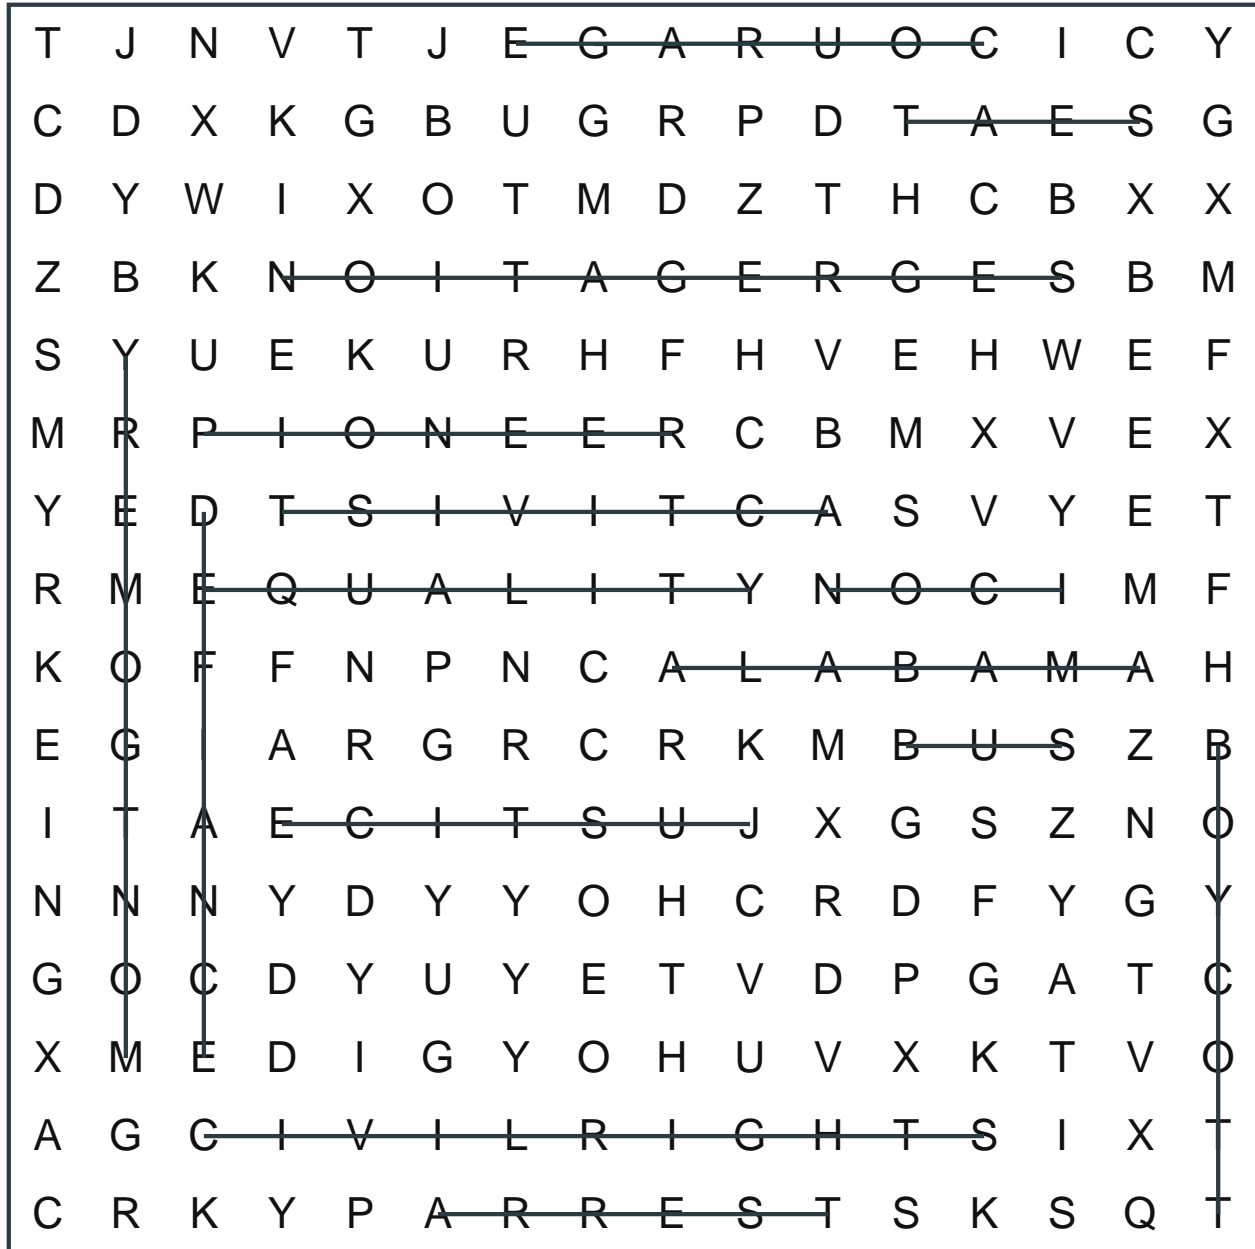 T J N V T J E G A R U O C I C Y
C D X K G B U G R P D T A E S G
D Y W I X O T M D Z T H C B X X
Z B K N O I T A G E R G E S B M
S Y U E K U R H F H V E H W E F
M R P I O N E E R C B M X V E X
Y E D T S I V I T C A S V Y E T
R M E Q U A L I T Y N O C I M F
K O F F N P N C A L A B A M A H
E G I A R G R C R K M B U S Z B
I T A E C I T S U J X G S Z N O
N N N Y D Y Y O H C R D F Y G Y
G O C D Y U Y E T V D P G A T C
X M E D I G Y O H U V X K T V O
A G C I V I L R I G H T S I X T
C R K Y P A R R E S T S K S Q T